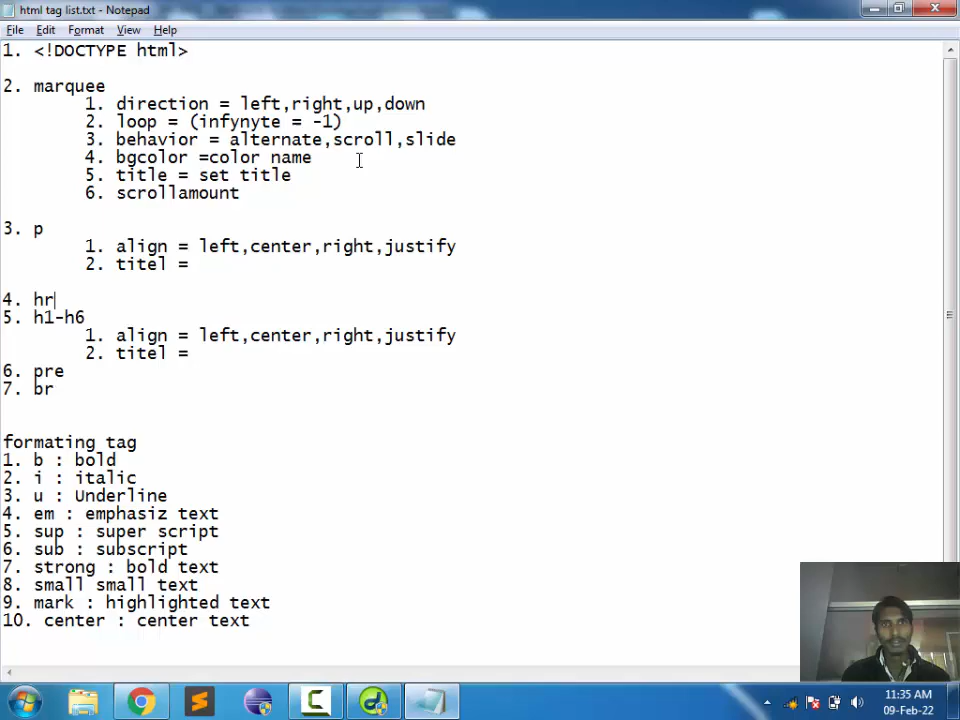 html tag list.txt - Notepad
File Edit Format View Help
1. <!DOCTYPE html>
2. marquee
1. direction = left,right,up,down
2. loop = (infynyte = -1)
3. behavior = alternate,scroll,slide
4. bgcolor =color name
5. title = set title
6. scrollamount
3. p
1. align = left,center,right,justify
2. titel =
4. hr
5. h1-h6
1. align = left,center,right,justify
2. titel =
6. pre
7. br
formating tag
1. b : bold
2. i : italic
3. u : Underline
4. em : emphasiz text
5. sup : super script
6. sub : subscript
7. strong : bold text
8. small small text
9. mark : highlighted text
10. center : center text
11:35 AM
09-Feb-22